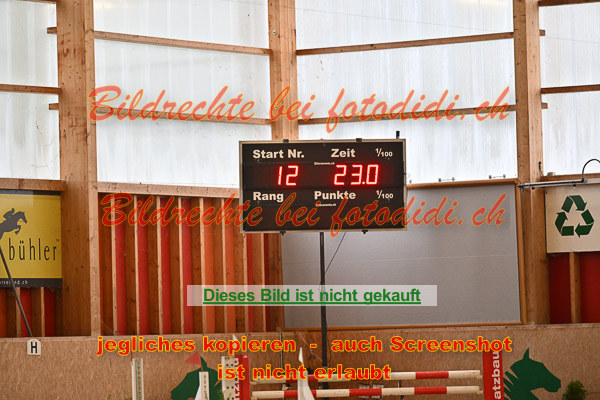 Bildrechte bei fotodidi.ch
Start Nr. Zeit 1/100
12 23.0
Rang Punkte 1/100
Bildrechte bei fotodidi.ch
bühler
Dieses Bild ist nicht gekauft
jegliches kopieren - auch Screenshot
ist nicht erlaubt
H
atzbau